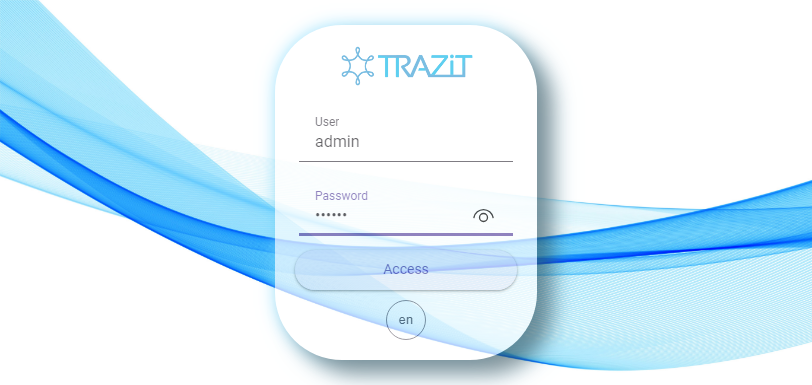 TRAZiT
User
admin
Password
••••••
Access
en